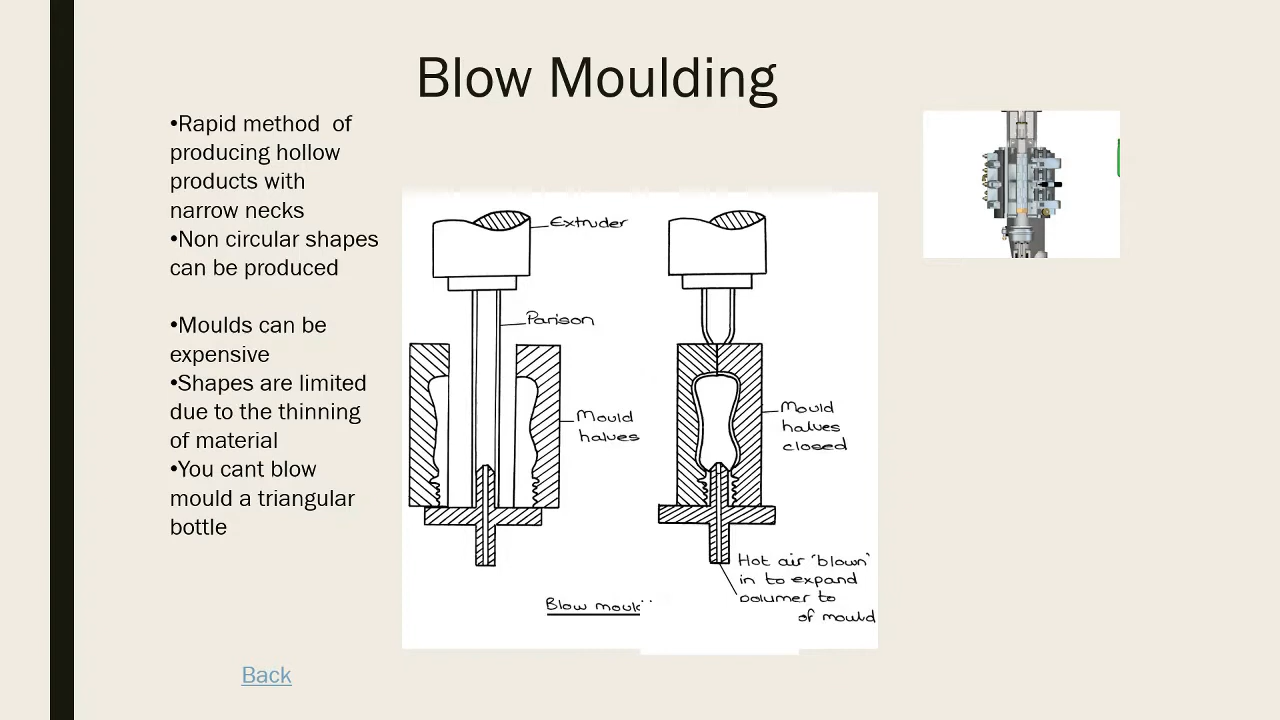 Blow Moulding
•Rapid method  of
producing hollow
products with
narrow necks
•Non circular shapes
can be produced
•Moulds can be
expensive
•Shapes are limited
due to the thinning
of material
•You cant blow
mould a triangular
bottle
Extruder
Parison
Mould
halves
Mould
halves
closed
Hot air 'blown'
in to expand
polymer to
of mould
Blow
Back